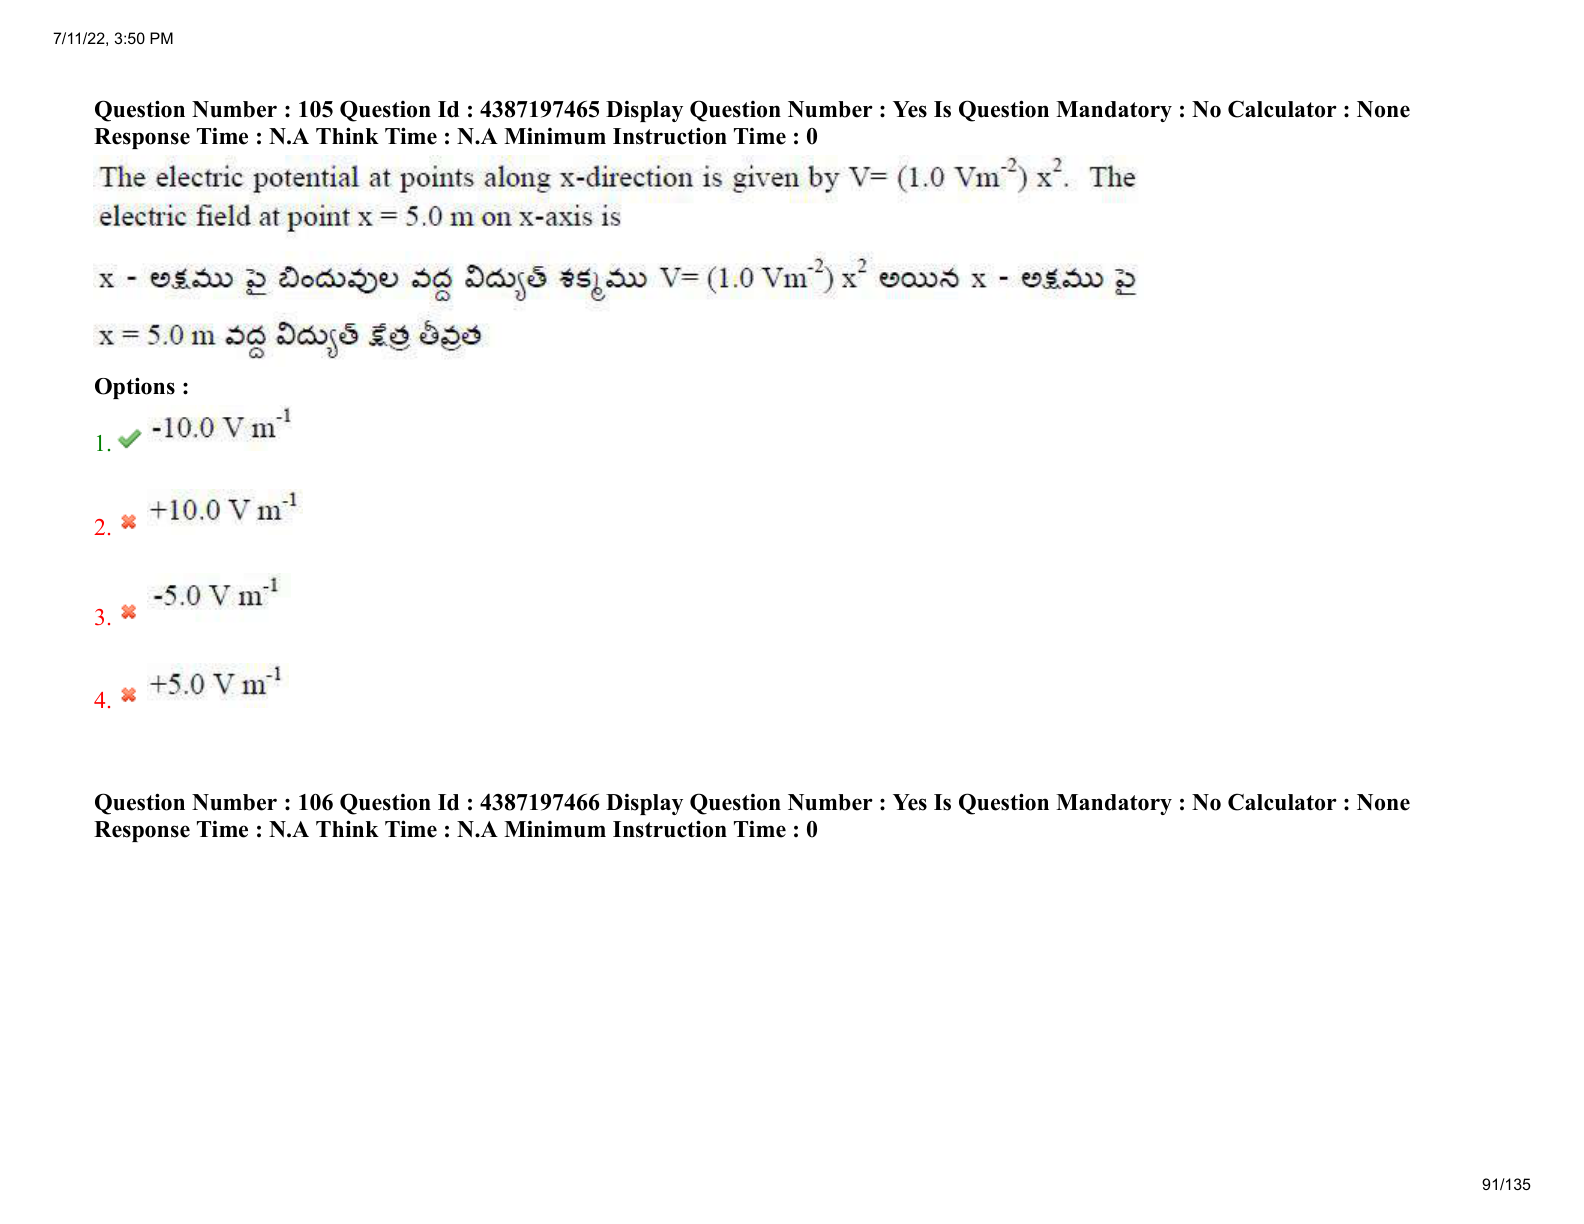 7/11/22, 3:50 PM
Question Number : 105 Question Id : 4387197465 Display Question Number : Yes Is Question Mandatory : No Calculator : None
Response Time : N.A Think Time : N.A Minimum Instruction Time : 0
The electric potential at points along x-direction is given by V= (1.0 Vm⁻²) x². The
electric field at point x = 5.0 m on x-axis is
x - అక్షము పై బిందువుల వద్ద విద్యుత్ శక్మము V= (1.0 Vm⁻²) x² అయిన x - అక్షము పై
x = 5.0 m వద్ద విద్యుత్ క్షేత్ర తీవ్రత
Options :
1. ✔ -10.0 V m⁻¹
2. ✖ +10.0 V m⁻¹
3. ✖ -5.0 V m⁻¹
4. ✖ +5.0 V m⁻¹
Question Number : 106 Question Id : 4387197466 Display Question Number : Yes Is Question Mandatory : No Calculator : None
Response Time : N.A Think Time : N.A Minimum Instruction Time : 0
91/135